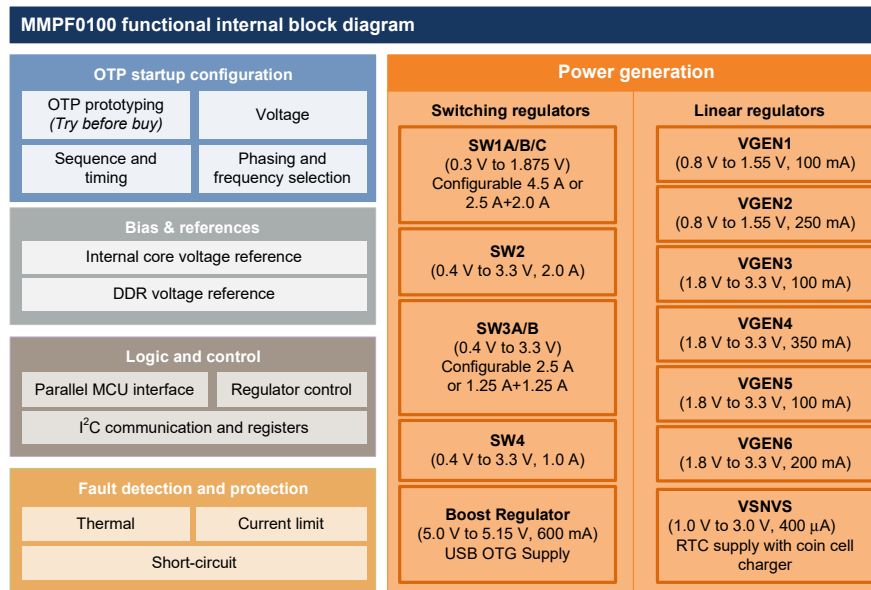 MMPF0100 functional internal block diagram
OTP startup configuration
OTP prototyping
(Try before buy)
Voltage
Sequence and
timing
Phasing and
frequency selection
Bias & references
Internal core voltage reference
DDR voltage reference
Logic and control
Parallel MCU interface
Regulator control
I²C communication and registers
Fault detection and protection
Thermal
Current limit
Short-circuit
Power generation
Switching regulators
SW1A/B/C
(0.3 V to 1.875 V)
Configurable 4.5 A or
2.5 A+2.0 A
SW2
(0.4 V to 3.3 V, 2.0 A)
SW3A/B
(0.4 V to 3.3 V)
Configurable 2.5 A
or 1.25 A+1.25 A
SW4
(0.4 V to 3.3 V, 1.0 A)
Boost Regulator
(5.0 V to 5.15 V, 600 mA)
USB OTG Supply
Linear regulators
VGEN1
(0.8 V to 1.55 V, 100 mA)
VGEN2
(0.8 V to 1.55 V, 250 mA)
VGEN3
(1.8 V to 3.3 V, 100 mA)
VGEN4
(1.8 V to 3.3 V, 350 mA)
VGEN5
(1.8 V to 3.3 V, 100 mA)
VGEN6
(1.8 V to 3.3 V, 200 mA)
VSNVS
(1.0 V to 3.0 V, 400 μA)
RTC supply with coin cell
charger